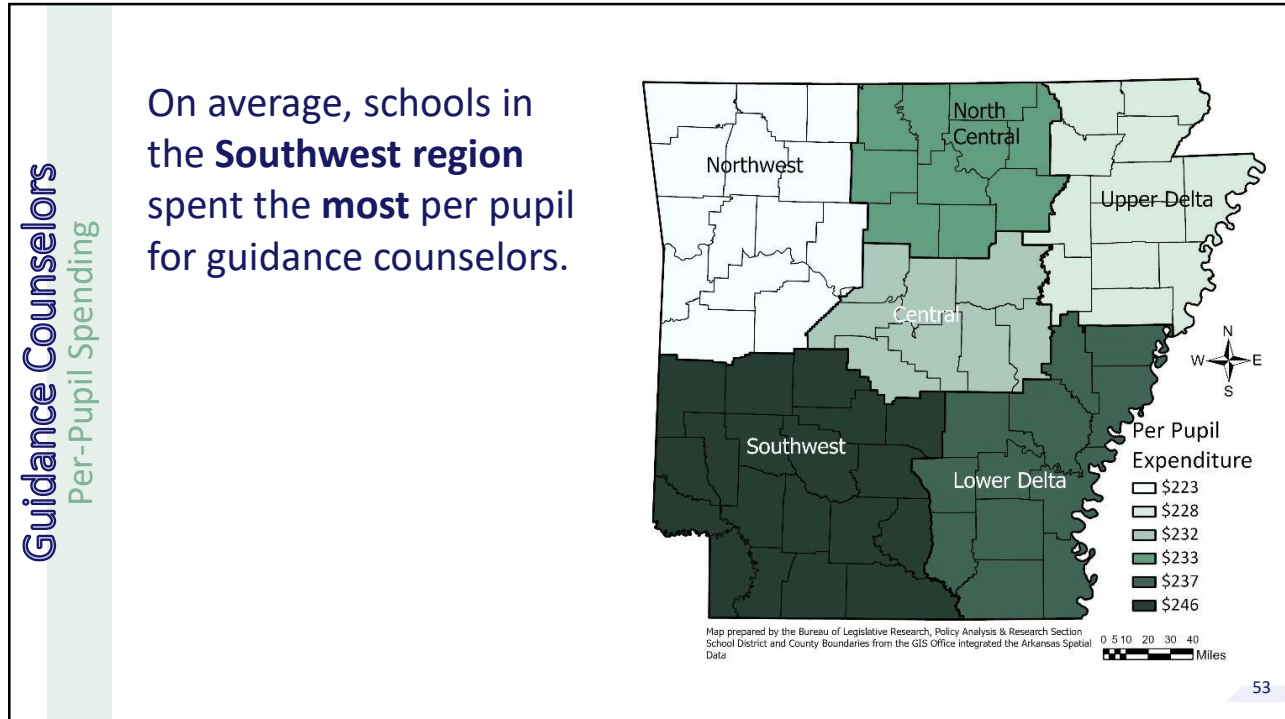 Guidance Counselors
Per-Pupil Spending
On average, schools in
the Southwest region
spent the most per pupil
for guidance counselors.
North
Central
Northwest
Upper Delta
Central
Southwest
Lower Delta
N
W E
S
Per Pupil
Expenditure
$223
$228
$232
$233
$237
$246
Map prepared by the Bureau of Legislative Research, Policy Analysis & Research Section
School District and County Boundaries from the GIS Office integrated the Arkansas Spatial
Data
0 5 10 20 30 40
Miles
53